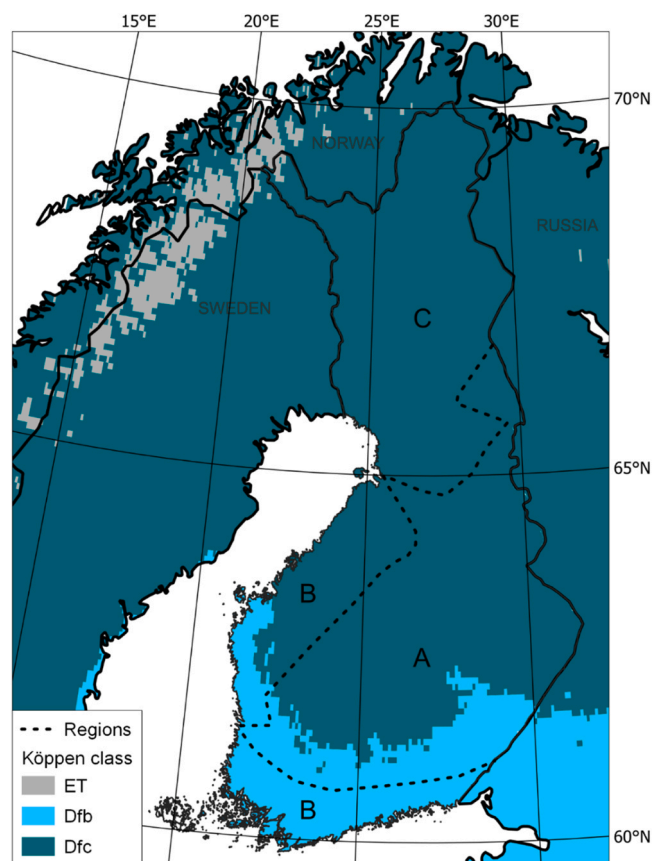 15°E 20°E 25°E 30°E
70°N
NORWAY
RUSSIA
SWEDEN
C
65°N
B
A
Regions
Köppen class
ET
Dfb
Dfc
B
60°N